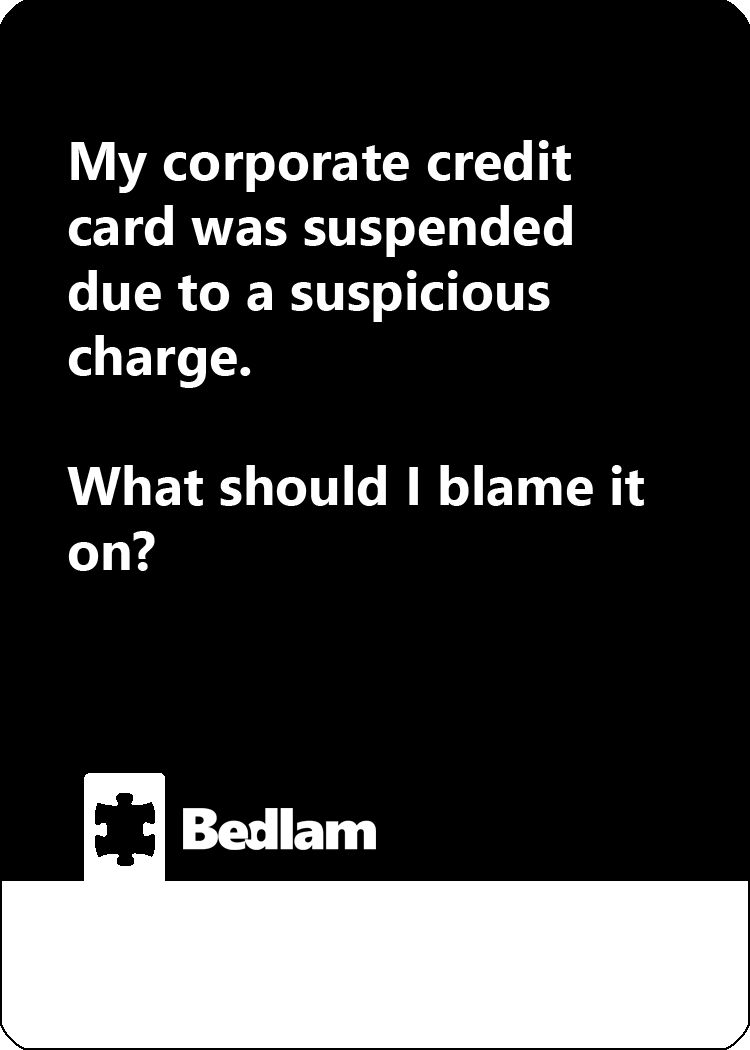 My corporate credit
card was suspended
due to a suspicious
charge.
What should I blame it
on?
Bedlam